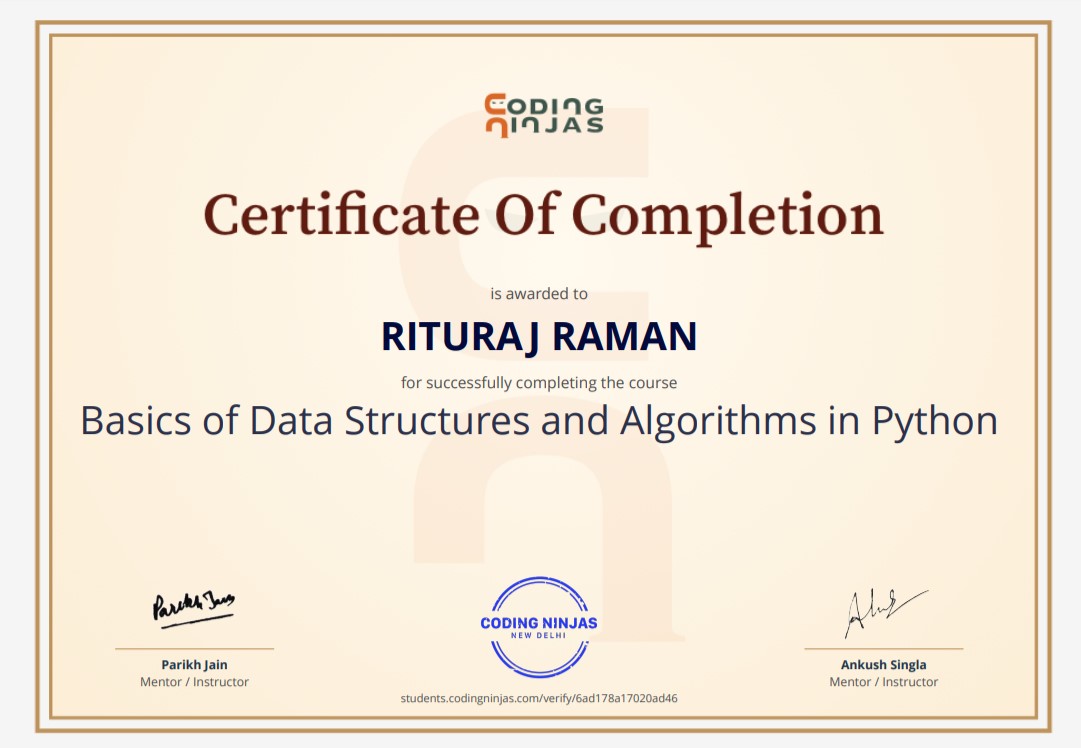 CODING
NINJAS
Certificate Of Completion
is awarded to
RITURAJ RAMAN
for successfully completing the course
Basics of Data Structures and Algorithms in Python
Parikh Jain
CODING NINJAS
NEW DELHI
Parikh Jain
Mentor / Instructor
Ankush Singla
Mentor / Instructor
students.codingninjas.com/verify/6ad178a17020ad46